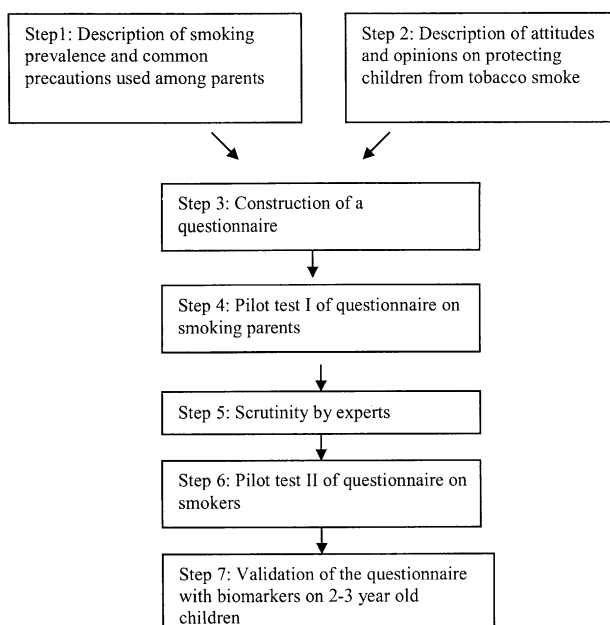 Step1: Description of smoking
prevalence and common
precautions used among parents
Step 2: Description of attitudes
and opinions on protecting
children from tobacco smoke
Step 3: Construction of a
questionnaire
Step 4: Pilot test I of questionnaire on
smoking parents
Step 5: Scrutinity by experts
Step 6: Pilot test II of questionnaire on
smokers
Step 7: Validation of the questionnaire
with biomarkers on 2-3 year old
children